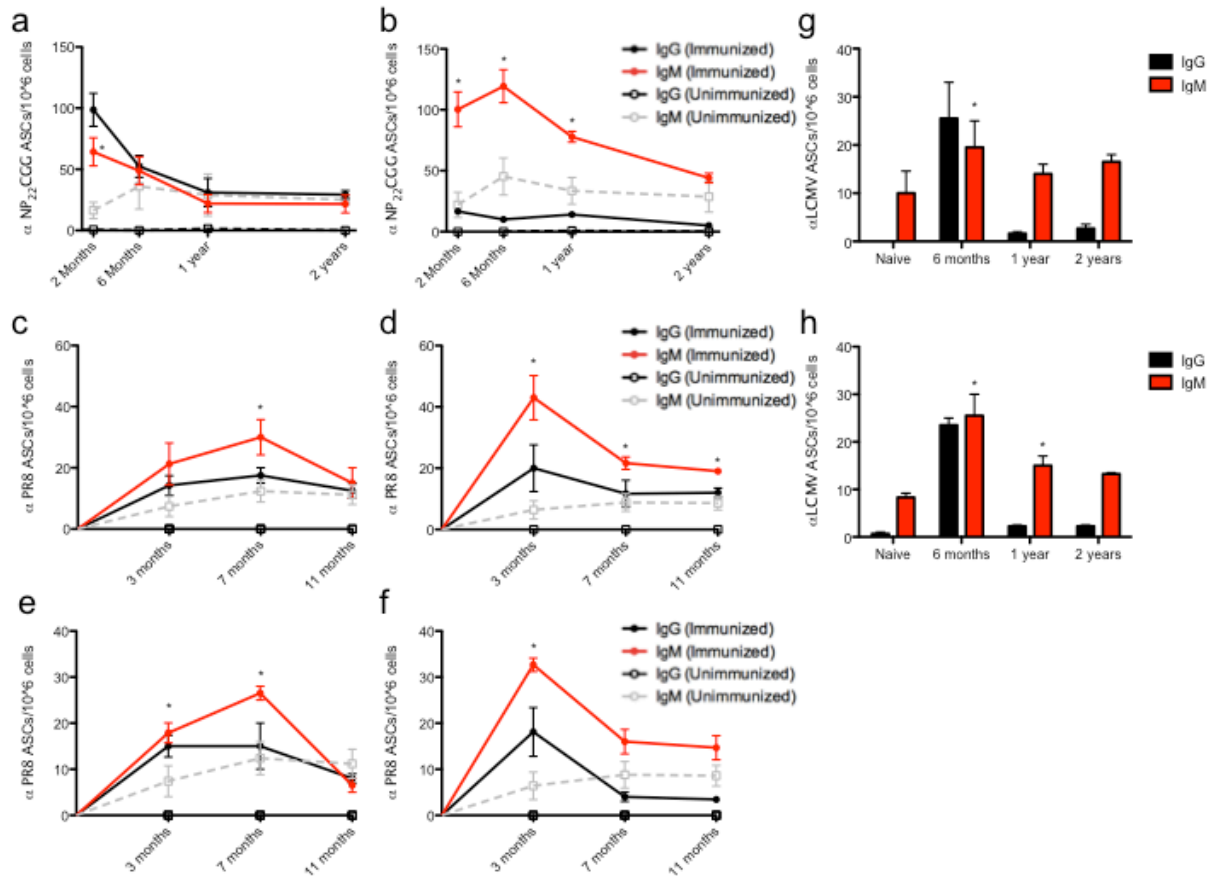 a
α NP22CGG ASCs/10^6 cells
150
100
50
0
*
2 Months
6 Months
1 year
2 years
b
α NP22CGG ASCs/10^6 cells
150
100
50
0
*
*
*
2 Months
6 Months
1 year
2 years
IgG (Immunized)
IgM (Immunized)
IgG (Unimmunized)
IgM (Unimmunized)
g
αLCMV ASCs/10^6 cells
40
30
20
10
0
*
Naive
6 months
1 year
2 years
IgG
IgM
c
α PR8 ASCs/10^6 cells
60
40
20
0
*
3 months
7 months
11 months
d
α PR8 ASCs/10^6 cells
60
40
20
0
*
*
*
3 months
7 months
11 months
IgG (Immunized)
IgM (Immunized)
IgG (Unimmunized)
IgM (Unimmunized)
h
αLCMV ASCs/10^6 cells
40
30
20
10
0
*
*
Naive
6 months
1 year
2 years
IgG
IgM
e
α PR8 ASCs/10^6 cells
40
30
20
10
0
*
*
3 months
7 months
11 months
f
α PR8 ASCs/10^6 cells
40
30
20
10
0
*
3 months
7 months
11 months
IgG (Immunized)
IgM (Immunized)
IgG (Unimmunized)
IgM (Unimmunized)